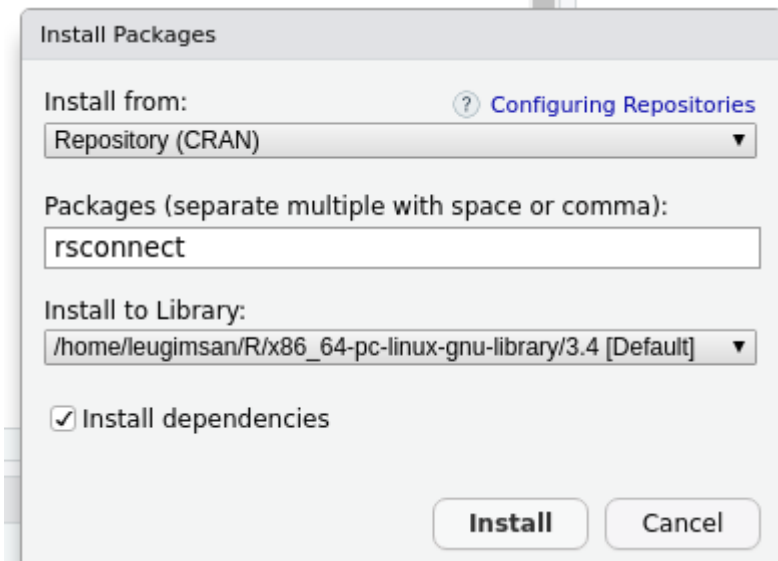 Install Packages
Install from:
? Configuring Repositories
Repository (CRAN)
Packages (separate multiple with space or comma):
rsconnect
Install to Library:
/home/leugimsan/R/x86_64-pc-linux-gnu-library/3.4 [Default]
Install dependencies
Install
Cancel